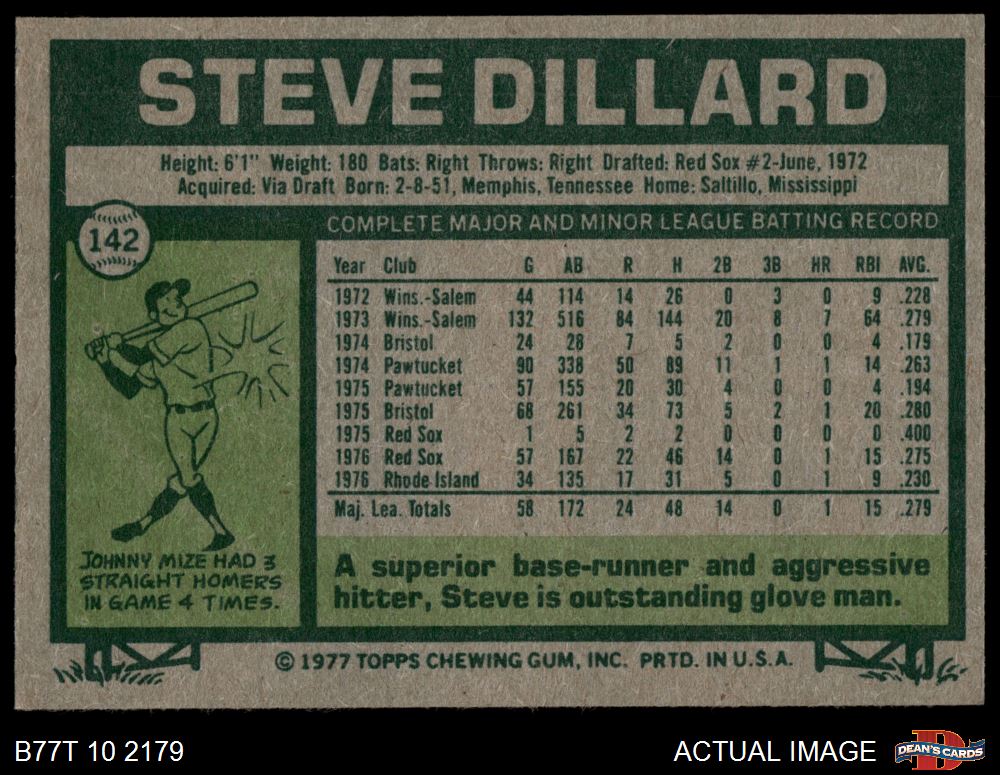 STEVE DILLARD
Height: 6'1" Weight: 180 Bats: Right Throws: Right Drafted: Red Sox #2-June, 1972
Acquired: Via Draft Born: 2-8-51, Memphis, Tennessee Home: Saltillo, Mississippi
142
COMPLETE MAJOR AND MINOR LEAGUE BATTING RECORD
Year Club G AB R H 2B 3B HR RBI AVG.
1972 Wins.-Salem 44 114 14 26 0 3 0 9 .228
1973 Wins.-Salem 132 516 84 144 20 8 7 64 .279
1974 Bristol 24 28 7 5 2 0 0 4 .179
1974 Pawtucket 90 338 50 89 11 1 1 14 .263
1975 Pawtucket 57 155 20 30 4 0 0 4 .194
1975 Bristol 68 261 34 73 5 2 1 20 .280
1975 Red Sox 1 5 2 2 0 0 0 0 .400
1976 Red Sox 57 167 22 46 14 0 1 15 .275
1976 Rhode Island 34 135 17 31 5 0 1 9 .230
Maj. Lea. Totals 58 172 24 48 14 0 1 15 .279
JOHNNY MIZE HAD 3
STRAIGHT HOMERS
IN GAME 4 TIMES.
A superior base-runner and aggressive
hitter, Steve is outstanding glove man.
© 1977 TOPPS CHEWING GUM, INC. PRTD. IN U.S.A.
B77T 10 2179
ACTUAL IMAGE
DEAN'S CARDS